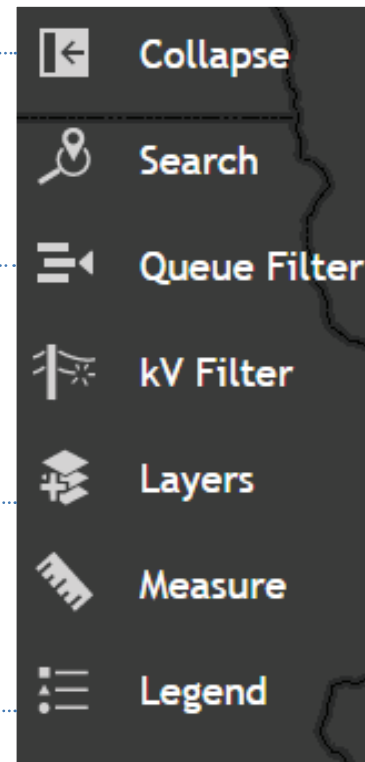 Collapse
Search
Queue Filter
kV Filter
Layers
Measure
Legend